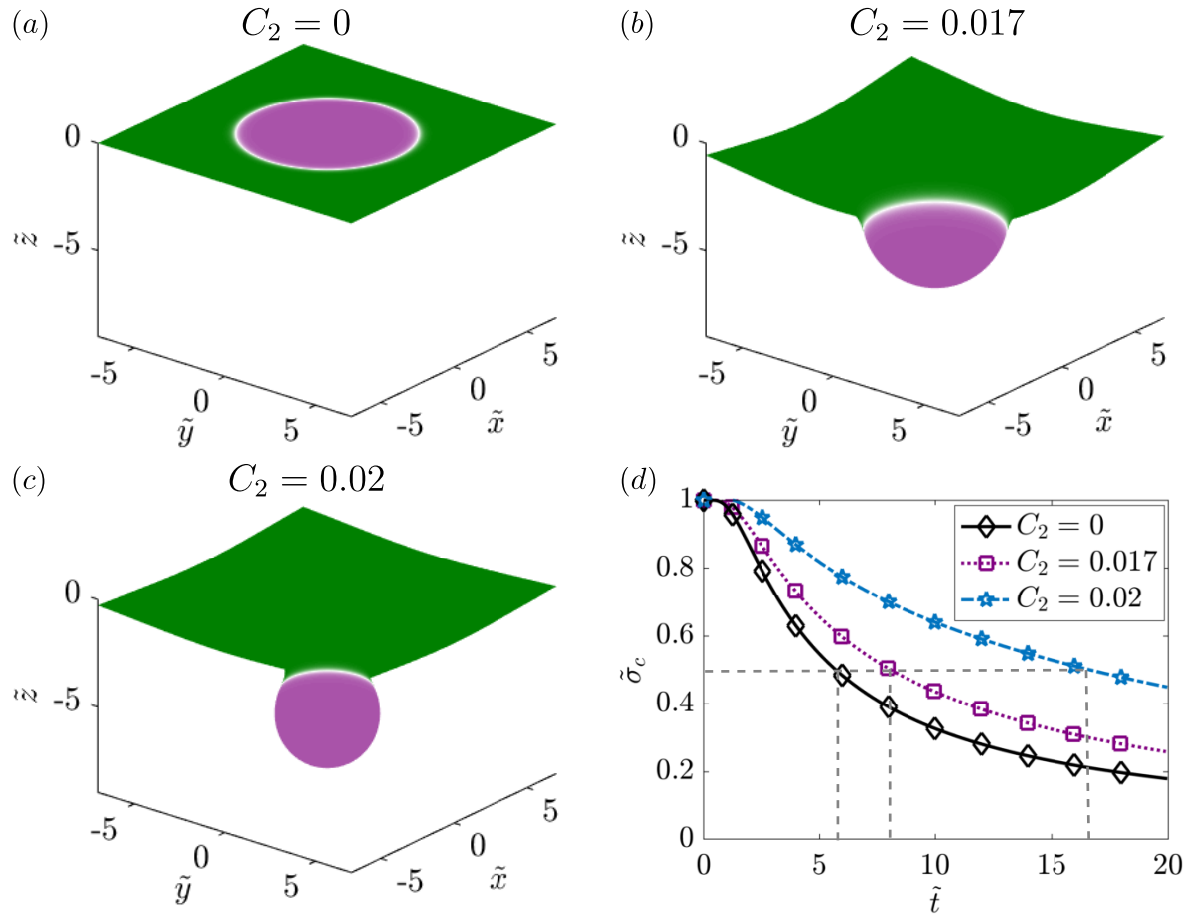 (a) C₂ = 0
0
-5
z̃
-5
0
5
ỹ
-5
0
5
x̃
(b) C₂ = 0.017
0
-5
z̃
-5
0
5
ỹ
-5
0
5
x̃
(c) C₂ = 0.02
0
-5
z̃
-5
0
5
ỹ
-5
0
5
x̃
(d)
1
0.8
0.6
0.4
0.2
0
σ̃c
C₂ = 0
C₂ = 0.017
C₂ = 0.02
0 5 10 15 20
t̃